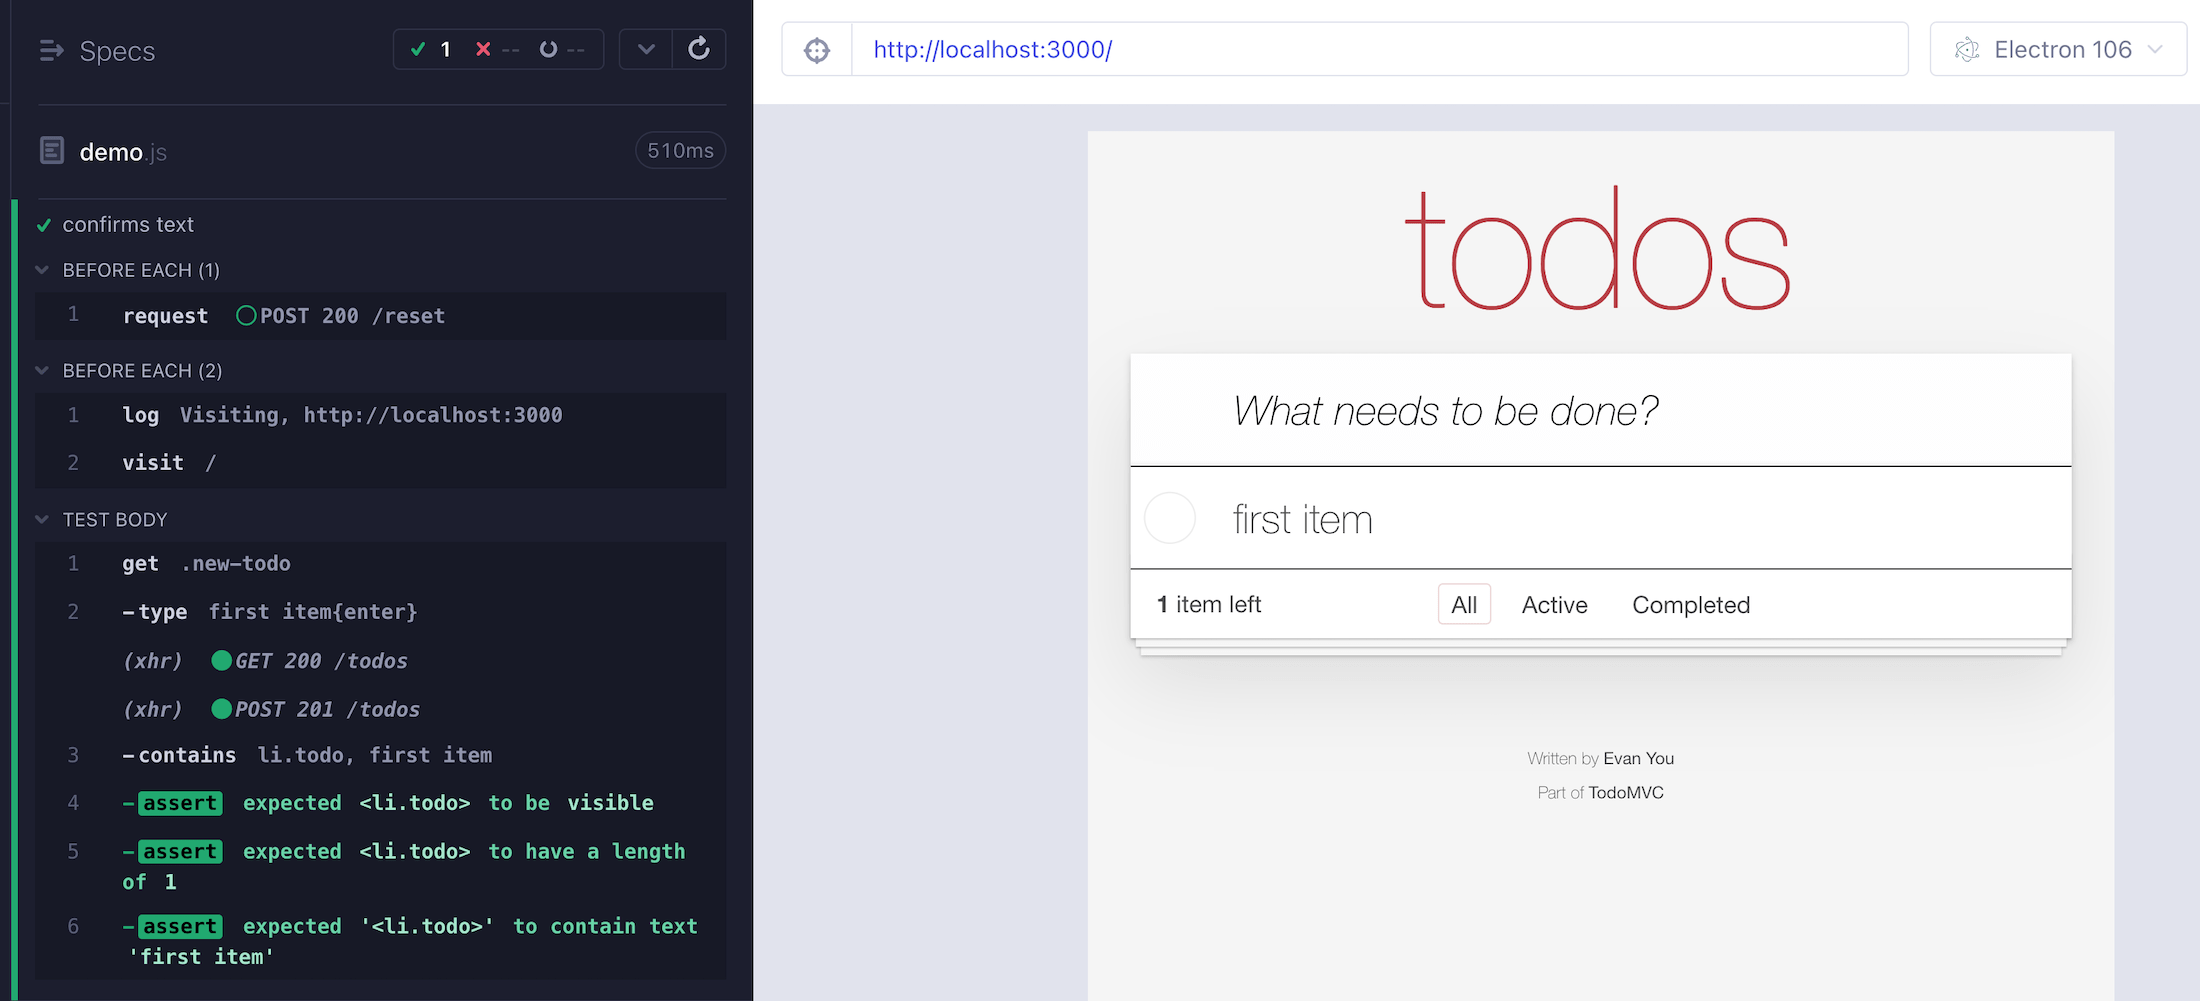 Specs
1 -- --
demo.js
510ms
confirms text
BEFORE EACH (1)
1 request POST 200 /reset
BEFORE EACH (2)
1 log Visiting, http://localhost:3000
2 visit /
TEST BODY
1 get .new-todo
2 -type first item{enter}
(xhr) GET 200 /todos
(xhr) POST 201 /todos
3 -contains li.todo, first item
4 -assert expected <li.todo> to be visible
5 -assert expected <li.todo> to have a length
of 1
6 -assert expected '<li.todo>' to contain text
'first item'
http://localhost:3000/
Electron 106
todos
What needs to be done?
first item
1 item left All Active Completed
Written by Evan You
Part of TodoMVC